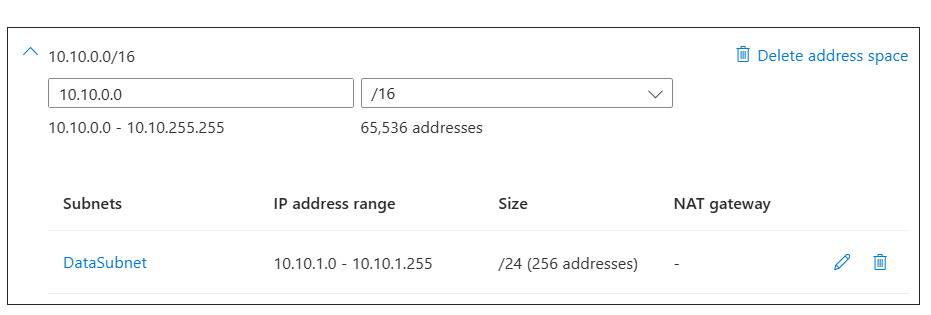 10.10.0.0/16 Delete address space
10.10.0.0 /16
10.10.0.0 - 10.10.255.255 65,536 addresses
Subnets IP address range Size NAT gateway
DataSubnet 10.10.1.0 - 10.10.1.255 /24 (256 addresses) -